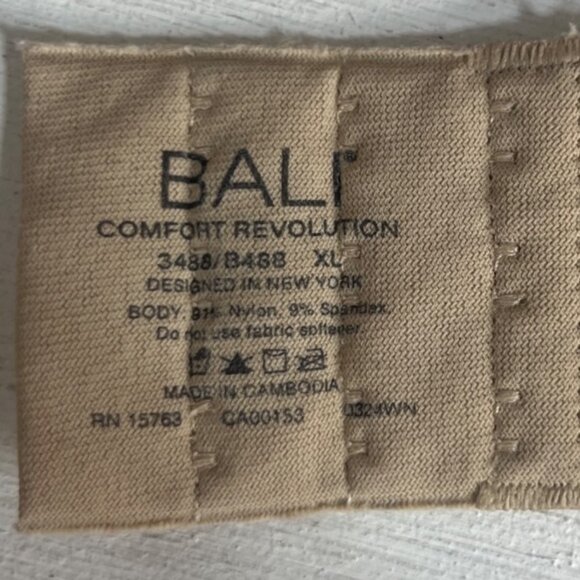 BALI®
COMFORT REVOLUTION
3488/B488 XL
DESIGNED IN NEW YORK
BODY: 91% Nylon, 9% Spandex.
Do not use fabric softener.
MADE IN CAMBODIA
RN 15763 CA00153 0324WN